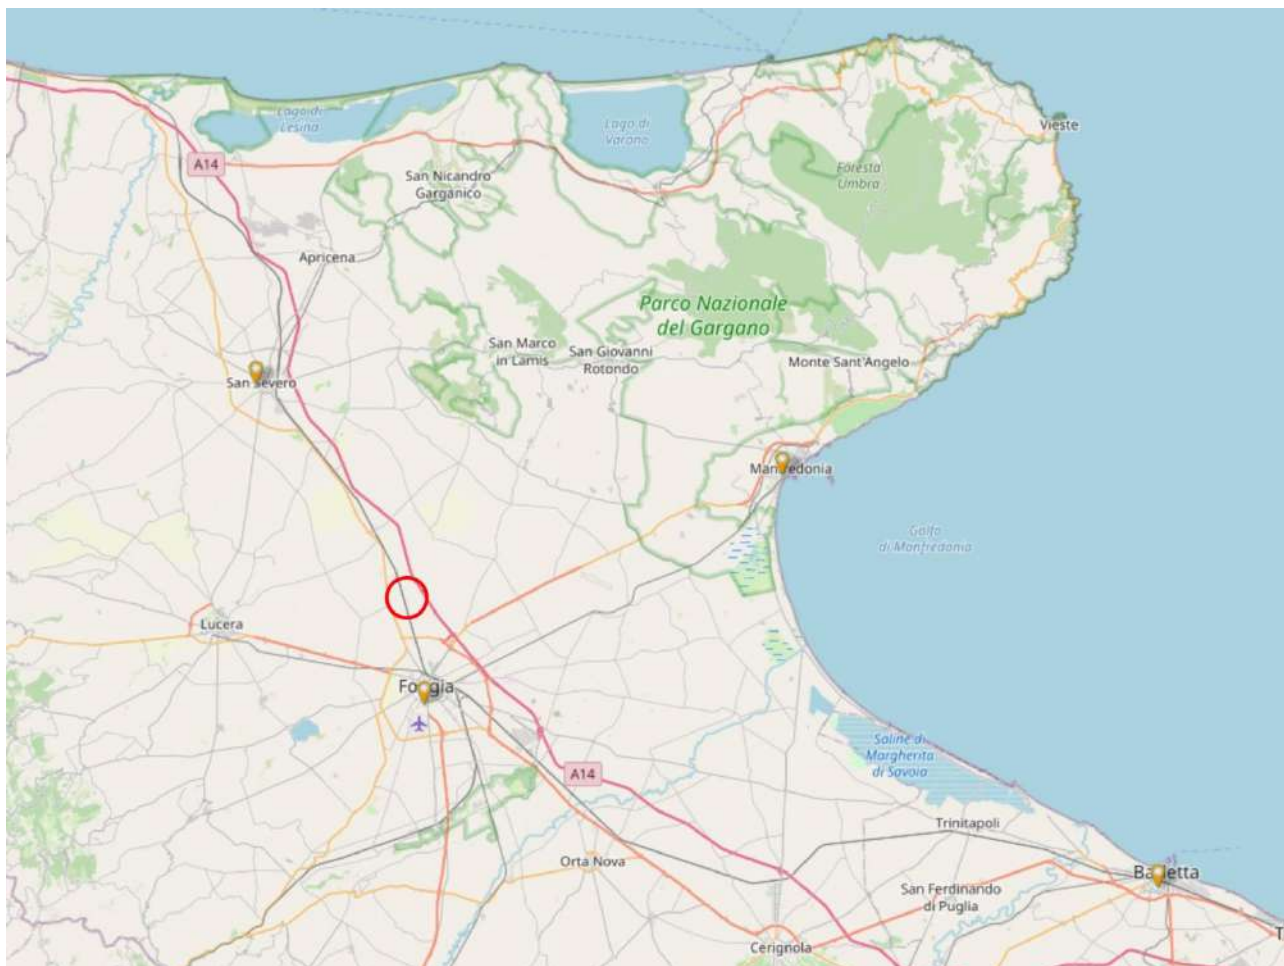 Vieste
Lago di
Lesina
Lago di
Varano
A14
San Nicandro
Garganico
Foresta
Umbra
Apricena
Parco Nazionale
del Gargano
San Marco
in Lamis
San Giovanni
Rotondo
Monte Sant'Angelo
San Severo
Manfredonia
Golfo
di Manfredonia
Lucera
Foggia
Saline di
Margherita
di Savoia
A14
Trinitapoli
Orta Nova
Barletta
San Ferdinando
di Puglia
T
Cerignola